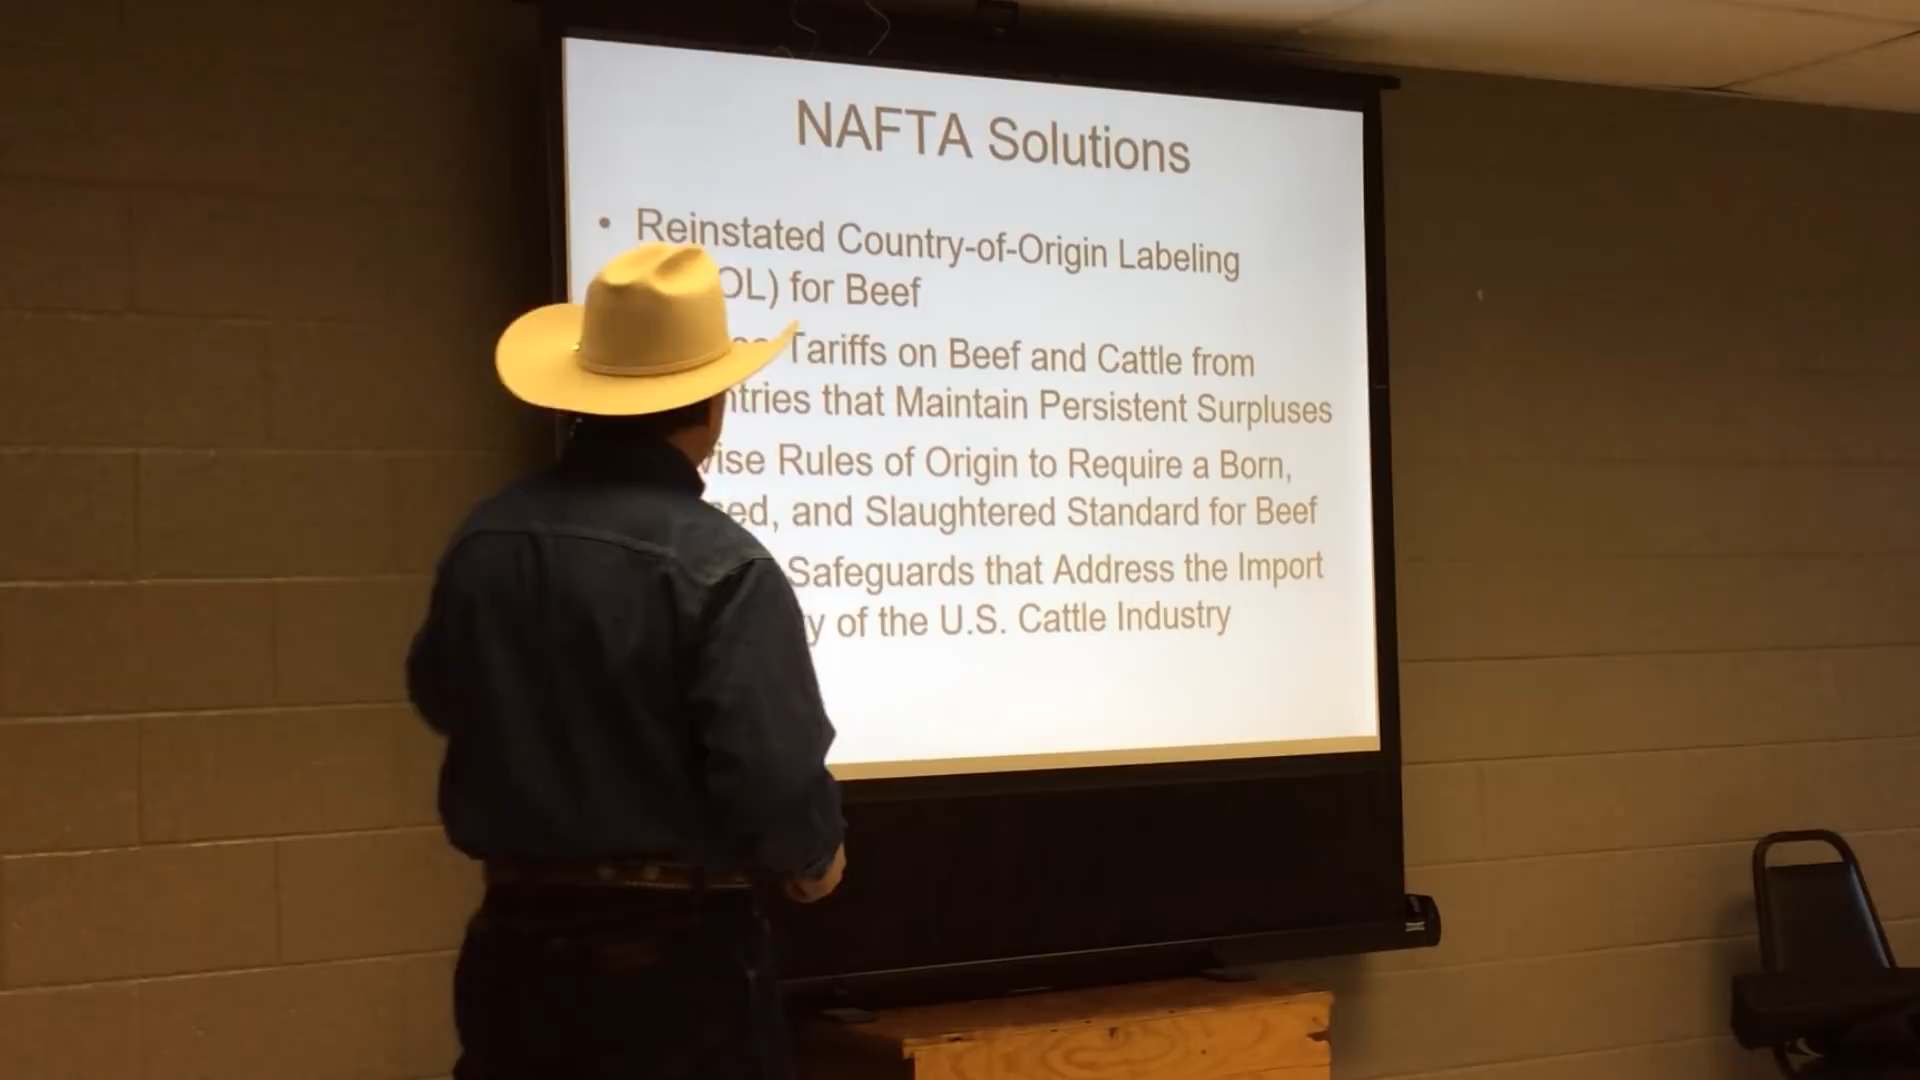 NAFTA Solutions
• Reinstated Country-of-Origin Labeling
OL) for Beef
Tariffs on Beef and Cattle from
ntries that Maintain Persistent Surpluses
vise Rules of Origin to Require a Born,
ed, and Slaughtered Standard for Beef
Safeguards that Address the Import
y of the U.S. Cattle Industry